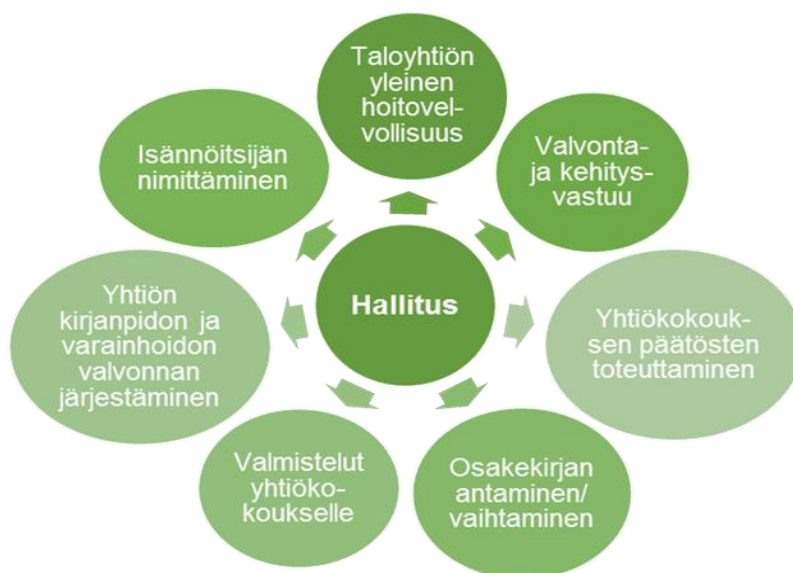 Taloyhtiön
yleinen
hoitovel-
vollisuus
Valvonta-
ja kehitys-
vastuu
Yhtiökokouk-
sen päätösten
toteuttaminen
Osakekirjan
antaminen/
vaihtaminen
Valmistelut
yhtiöko-
koukselle
Yhtiön
kirjanpidon ja
varainhoidon
valvonnan
järjestäminen
Isännöitsijän
nimittäminen
Hallitus